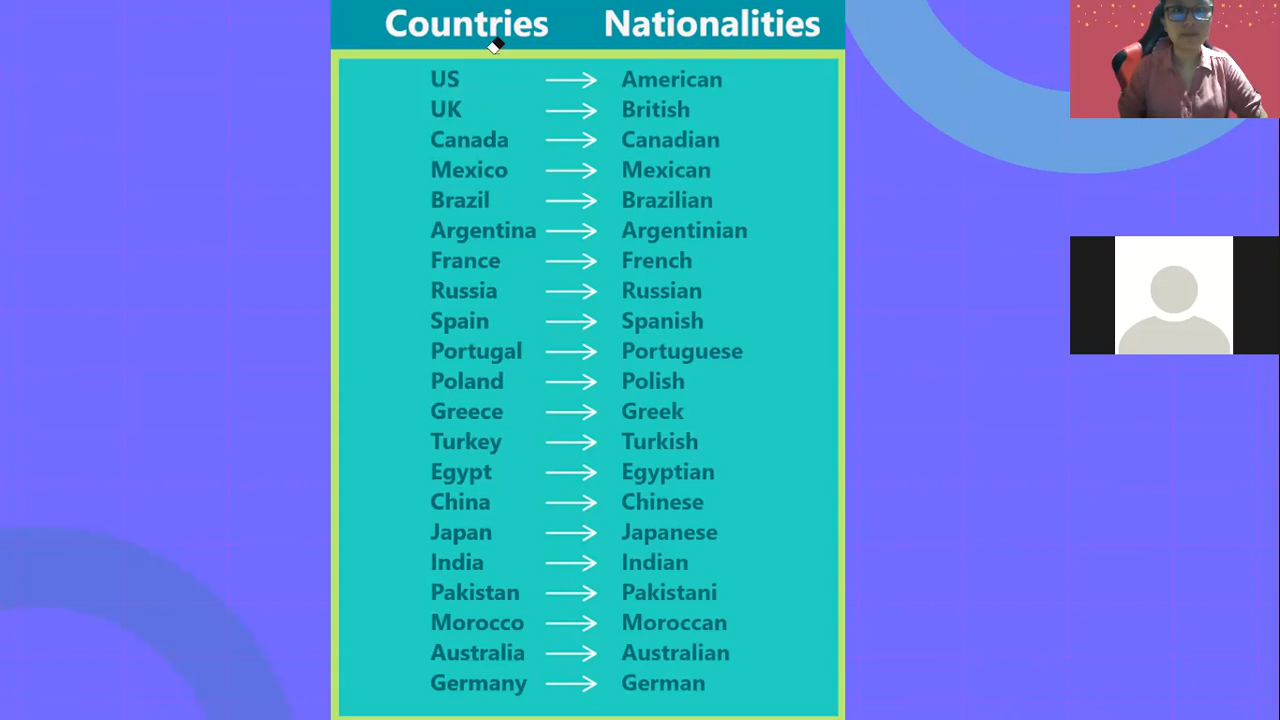 Countries Nationalities
US American
UK British
Canada Canadian
Mexico Mexican
Brazil Brazilian
Argentina Argentinian
France French
Russia Russian
Spain Spanish
Portugal Portuguese
Poland Polish
Greece Greek
Turkey Turkish
Egypt Egyptian
China Chinese
Japan Japanese
India Indian
Pakistan Pakistani
Morocco Moroccan
Australia Australian
Germany German